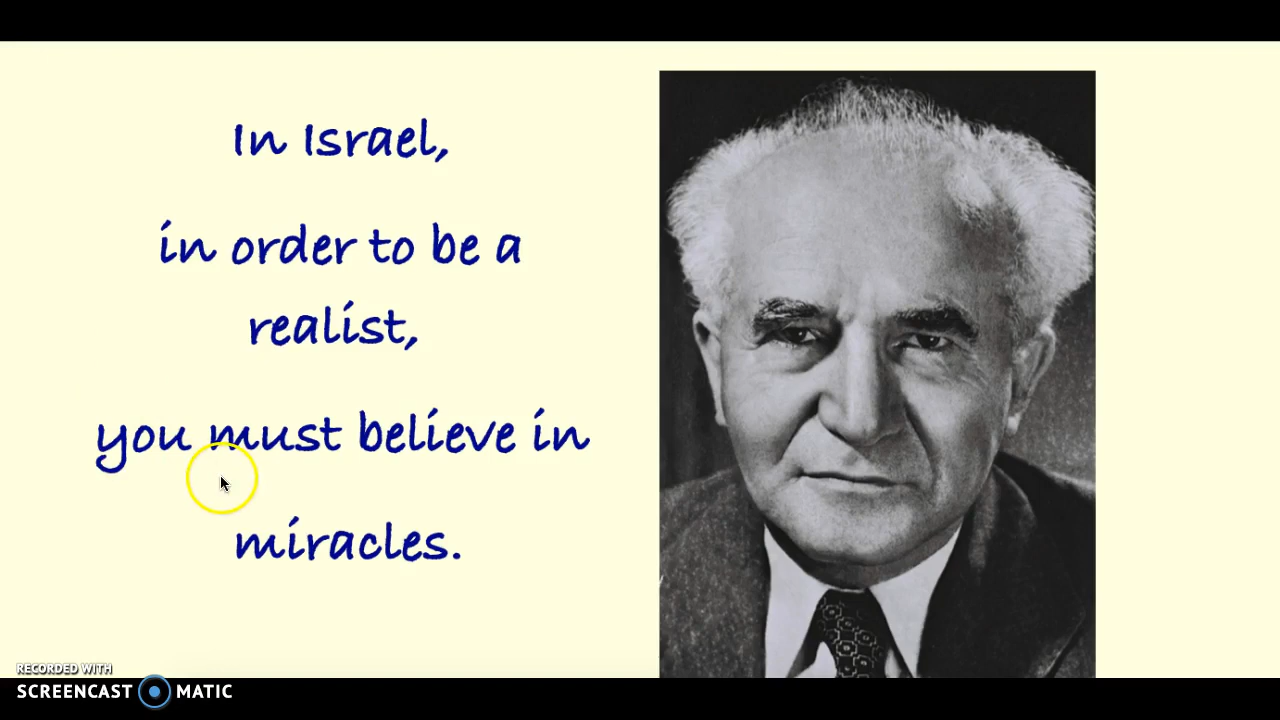 In Israel,
in order to be a
realist,
you must believe in
miracles.
RECORDED WITH
SCREENCAST MATIC